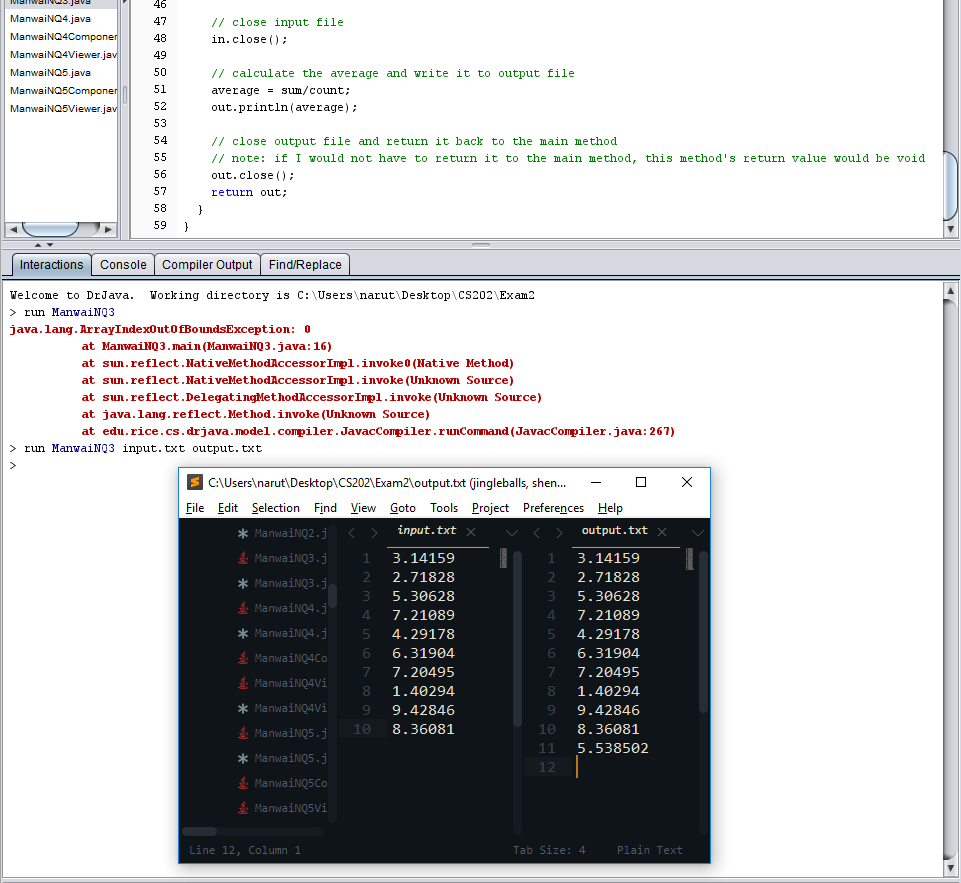 ManwaiNQ3.java
ManwaiNQ4.java
ManwaiNQ4Componen
ManwaiNQ4Viewer.jav
ManwaiNQ5.java
ManwaiNQ5Componen
ManwaiNQ5Viewer.jav
46
47 // close input file
48 in.close();
49
50 // calculate the average and write it to output file
51 average = sum/count;
52 out.println(average);
53
54 // close output file and return it back to the main method
55 // note: if I would not have to return it to the main method, this method's return value would be void
56 out.close();
57 return out;
58 }
59 }
Interactions Console Compiler Output Find/Replace
Welcome to DrJava. Working directory is C:\Users\narut\Desktop\CS202\Exam2
> run ManwaiNQ3
java.lang.ArrayIndexOutOfBoundsException: 0
at ManwaiNQ3.main(ManwaiNQ3.java:16)
at sun.reflect.NativeMethodAccessorImpl.invoke0(Native Method)
at sun.reflect.NativeMethodAccessorImpl.invoke(Unknown Source)
at sun.reflect.DelegatingMethodAccessorImpl.invoke(Unknown Source)
at java.lang.reflect.Method.invoke(Unknown Source)
at edu.rice.cs.drjava.model.compiler.JavacCompiler.runCommand(JavacCompiler.java:267)
> run ManwaiNQ3 input.txt output.txt
>
C:\Users\narut\Desktop\CS202\Exam2\output.txt (jingleballs, shen...
File Edit Selection Find View Goto Tools Project Preferences Help
ManwaiNQ2.j
ManwaiNQ3.j
ManwaiNQ3.j
ManwaiNQ4.j
ManwaiNQ4.j
ManwaiNQ4Co
ManwaiNQ4Vi
ManwaiNQ4Vi
ManwaiNQ5.j
ManwaiNQ5.j
ManwaiNQ5Co
ManwaiNQ5Vi
input.txt
1 3.14159
2 2.71828
3 5.30628
4 7.21089
5 4.29178
6 6.31904
7 7.20495
8 1.40294
9 9.42846
10 8.36081
output.txt
1 3.14159
2 2.71828
3 5.30628
4 7.21089
5 4.29178
6 6.31904
7 7.20495
8 1.40294
9 9.42846
10 8.36081
11 5.538502
12
Line 12, Column 1 Tab Size: 4 Plain Text